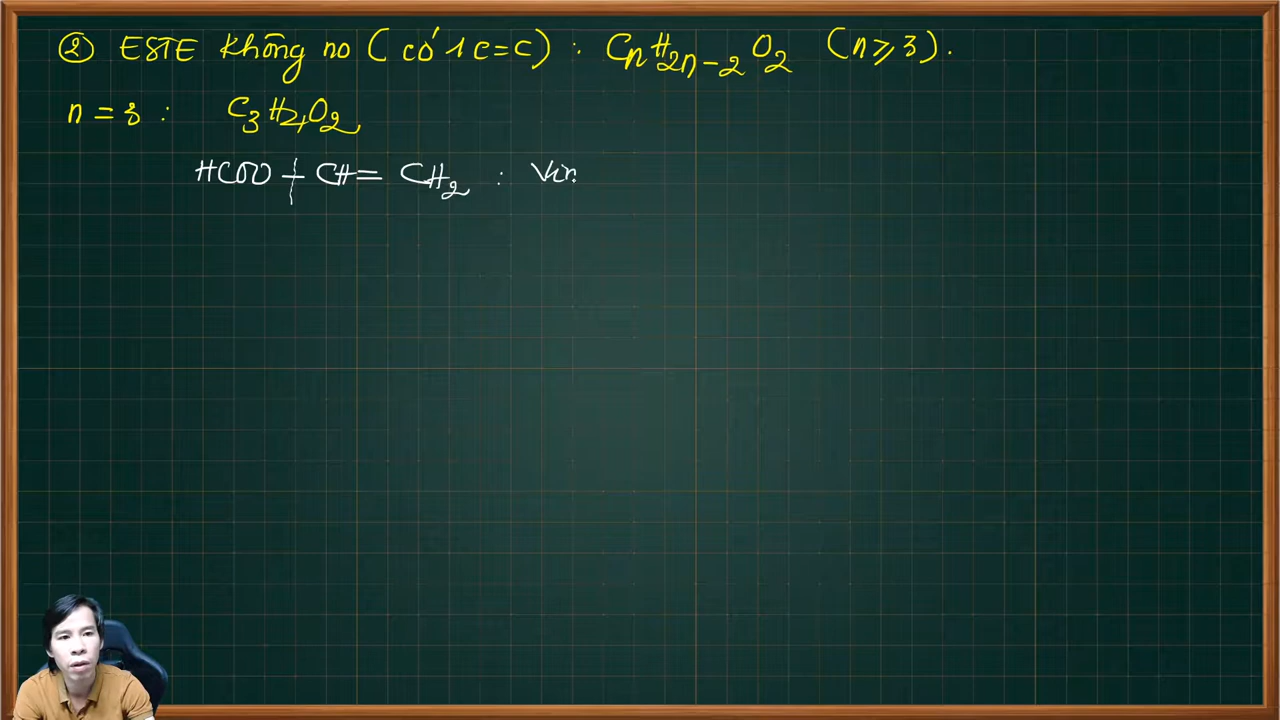 ② ESTE Không no ( có 1 C=C ) : CnH2n-2O2 (n ≥ 3).
n = 3 : C3H4O2
HCOO + CH = CH2 : Vin